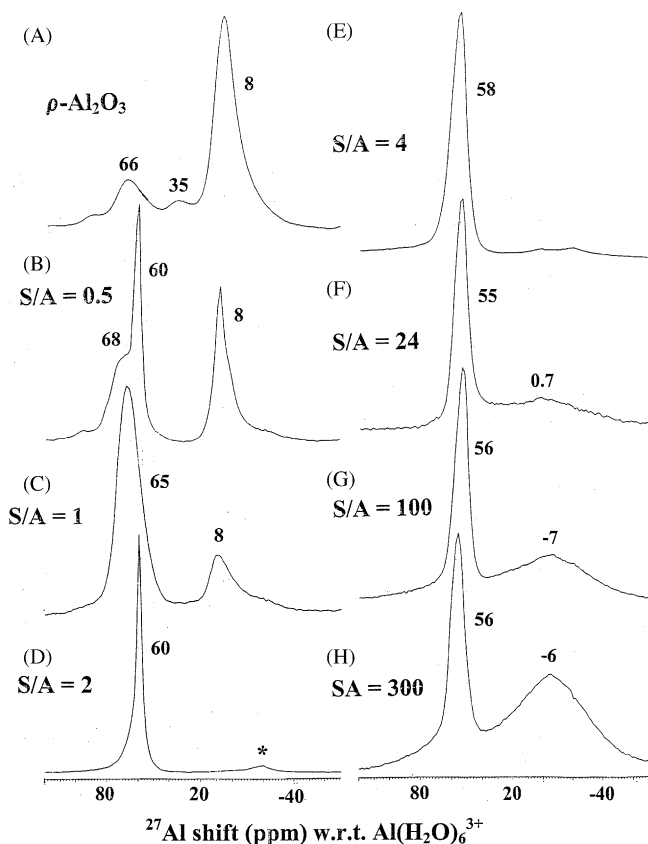 (A)
ρ-Al₂O₃
66
35
8
(B)
S/A = 0.5
68
60
8
(C)
S/A = 1
65
8
(D)
S/A = 2
60
*
80 20 -40
(E)
S/A = 4
58
(F)
S/A = 24
55
0.7
(G)
S/A = 100
56
-7
(H)
SA = 300
56
-6
80 20 -40
²⁷Al shift (ppm) w.r.t. Al(H₂O)₆³⁺